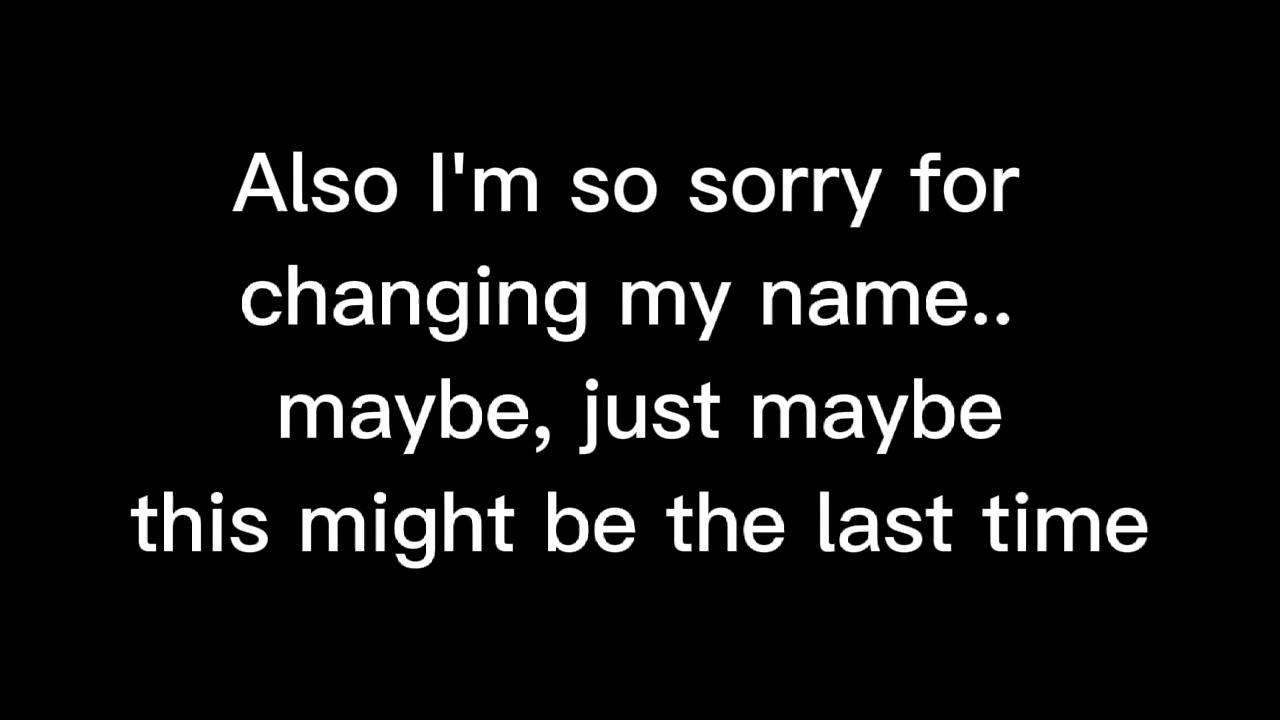 Also I'm so sorry for
changing my name..
maybe, just maybe
this might be the last time